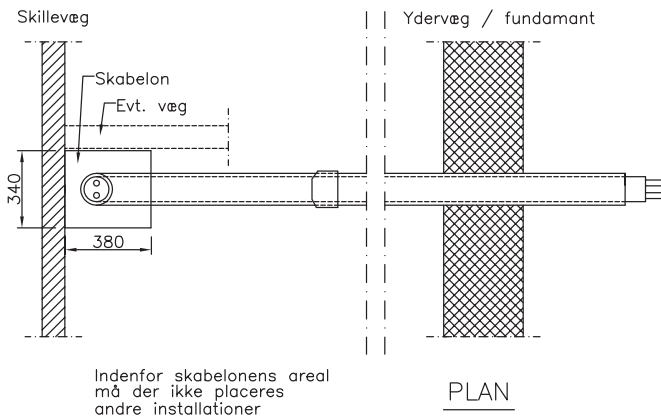 Skillevæg
Ydervæg / fundamant
Skabelon
Evt. væg
340
380
Indenfor skabelonens areal
må der ikke placeres
andre installationer
PLAN